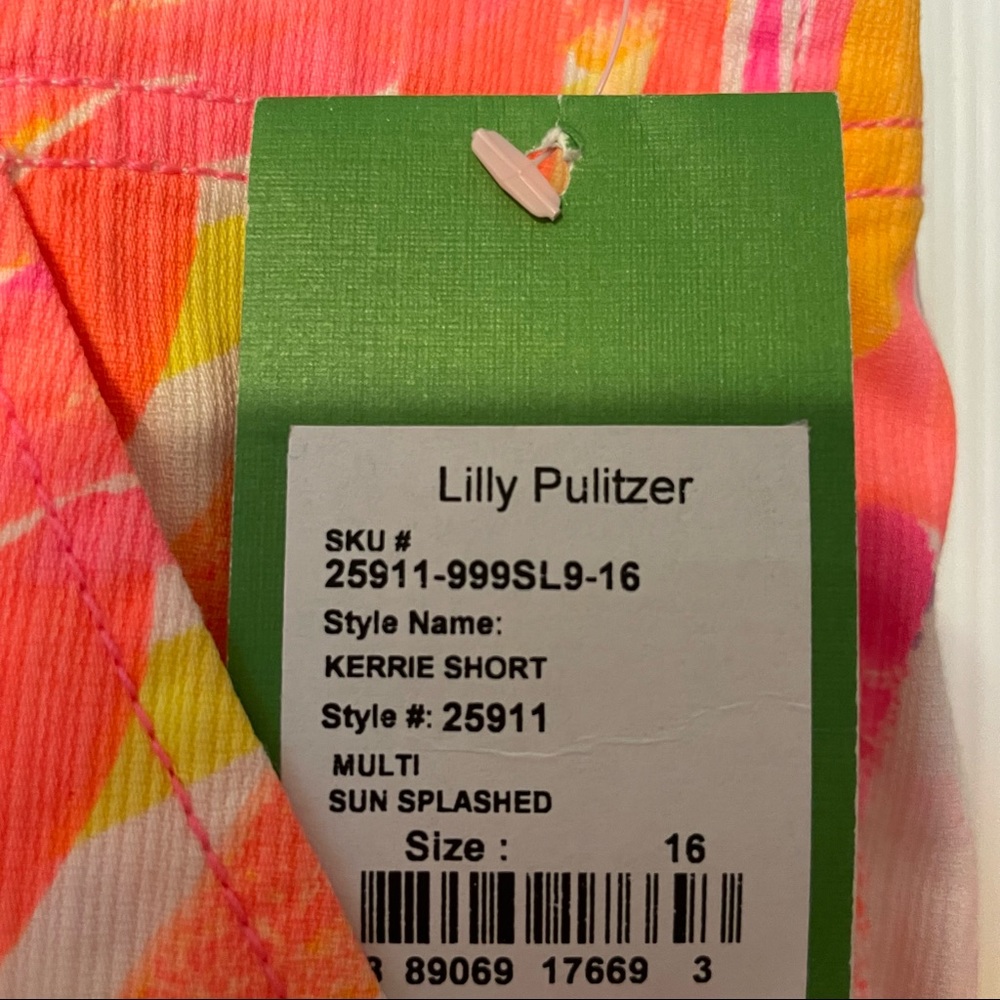 Lilly Pulitzer
SKU #
25911-999SL9-16
Style Name:
KERRIE SHORT
Style #: 25911
MULTI
SUN SPLASHED
Size : 16
89069 17669 3